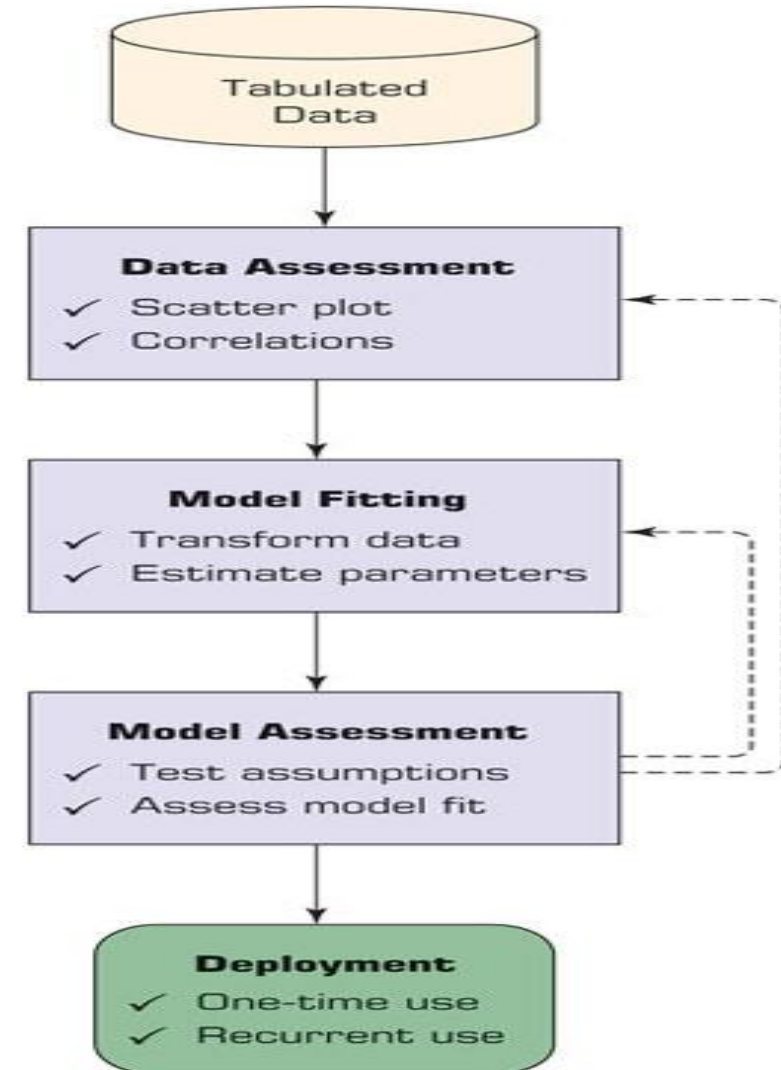 Tabulated
Data
Data Assessment
✓ Scatter plot
✓ Correlations
Model Fitting
✓ Transform data
✓ Estimate parameters
Model Assessment
✓ Test assumptions
✓ Assess model fit
Deployment
✓ One-time use
✓ Recurrent use